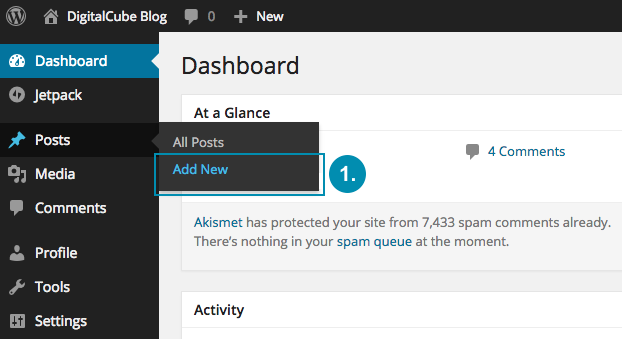 DigitalCube Blog 0 + New
Dashboard
Jetpack
Posts
Media
Comments
Profile
Tools
Settings
All Posts
Add New
1.
Dashboard
At a Glance
4 Comments
Akismet has protected your site from 7,433 spam comments already.
There's nothing in your spam queue at the moment.
Activity